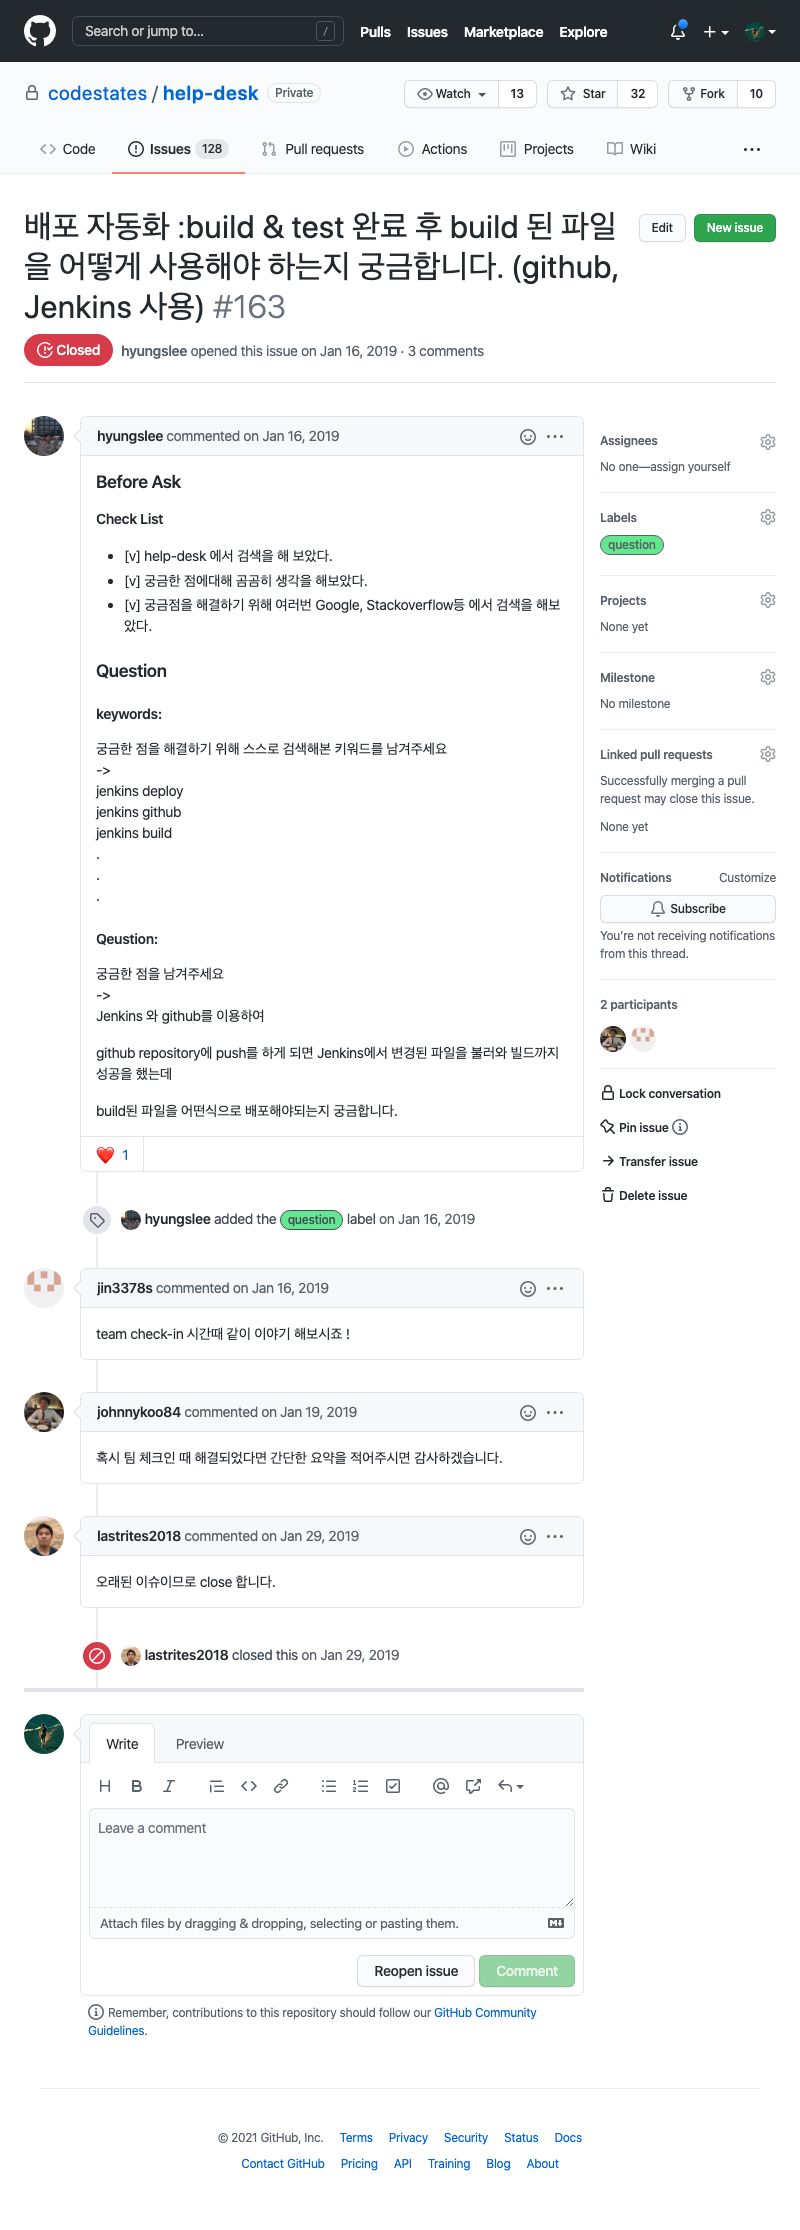 Search or jump to... /
Pulls Issues Marketplace Explore
codestates / help-desk Private
Watch 13 Star 32 Fork 10
Code Issues 128 Pull requests Actions Projects Wiki ...
배포 자동화 :build & test 완료 후 build 된 파일
을 어떻게 사용해야 하는지 궁금합니다. (github,
Jenkins 사용) #163
Edit New issue
Closed hyungslee opened this issue on Jan 16, 2019 · 3 comments
hyungslee commented on Jan 16, 2019
Before Ask
Check List
• [v] help-desk 에서 검색을 해 보았다.
• [v] 궁금한 점에대해 곰곰히 생각을 해보았다.
• [v] 궁금점을 해결하기 위해 여러번 Google, Stackoverflow등 에서 검색을 해보
았다.
Question
keywords:
궁금한 점을 해결하기 위해 스스로 검색해본 키워드를 남겨주세요
->
jenkins deploy
jenkins github
jenkins build
.
.
.
Qeustion:
궁금한 점을 남겨주세요
->
Jenkins 와 github를 이용하여
github repository에 push를 하게 되면 Jenkins에서 변경된 파일을 불러와 빌드까지
성공을 했는데
build된 파일을 어떤식으로 배포해야되는지 궁금합니다.
❤️ 1
hyungslee added the question label on Jan 16, 2019
jin3378s commented on Jan 16, 2019
team check-in 시간때 같이 이야기 해보시죠 !
johnnykoo84 commented on Jan 19, 2019
혹시 팀 체크인 때 해결되었다면 간단한 요약을 적어주시면 감사하겠습니다.
lastrites2018 commented on Jan 29, 2019
오래된 이슈이므로 close 합니다.
lastrites2018 closed this on Jan 29, 2019
Assignees
No one—assign yourself
Labels
question
Projects
None yet
Milestone
No milestone
Linked pull requests
Successfully merging a pull
request may close this issue.
None yet
Notifications Customize
Subscribe
You're not receiving notifications
from this thread.
2 participants
Lock conversation
Pin issue
Transfer issue
Delete issue
Write Preview
H B I
Leave a comment
Attach files by dragging & dropping, selecting or pasting them.
Reopen issue Comment
Remember, contributions to this repository should follow our GitHub Community
Guidelines.
© 2021 GitHub, Inc. Terms Privacy Security Status Docs
Contact GitHub Pricing API Training Blog About